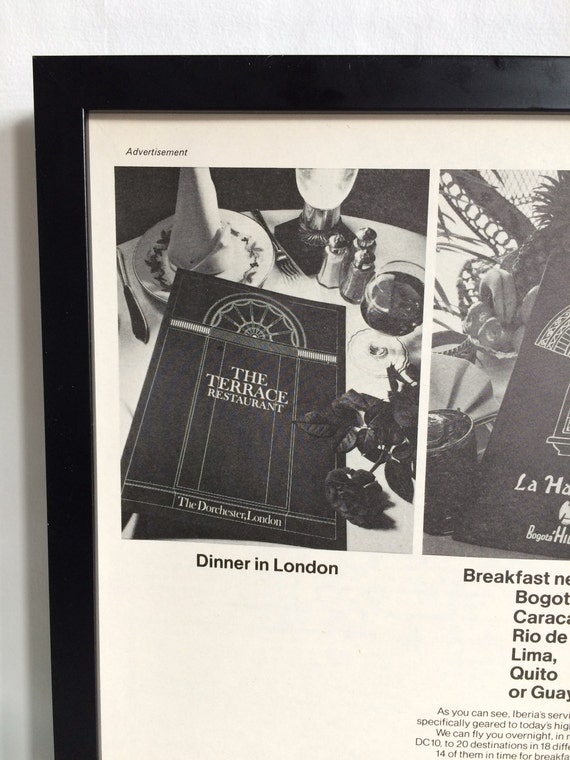 Advertisement
THE
TERRACE
RESTAURANT
The Dorchester, London
La Ha
Bogotá Hil
Dinner in London
Breakfast ne
Bogot
Caraca
Rio de
Lima,
Quito
or Guay
As you can see, Iberia's servi
specifically geared to today's hig
We can fly you overnight, in
DC10, to 20 destinations in 18 diffe
14 of them in time for breakfa